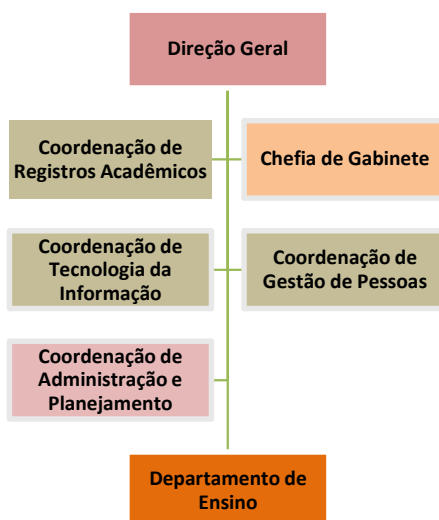 Direção Geral
Coordenação de
Registros Acadêmicos
Chefia de Gabinete
Coordenação de
Tecnologia da
Informação
Coordenação de
Gestão de Pessoas
Coordenação de
Administração e
Planejamento
Departamento de
Ensino